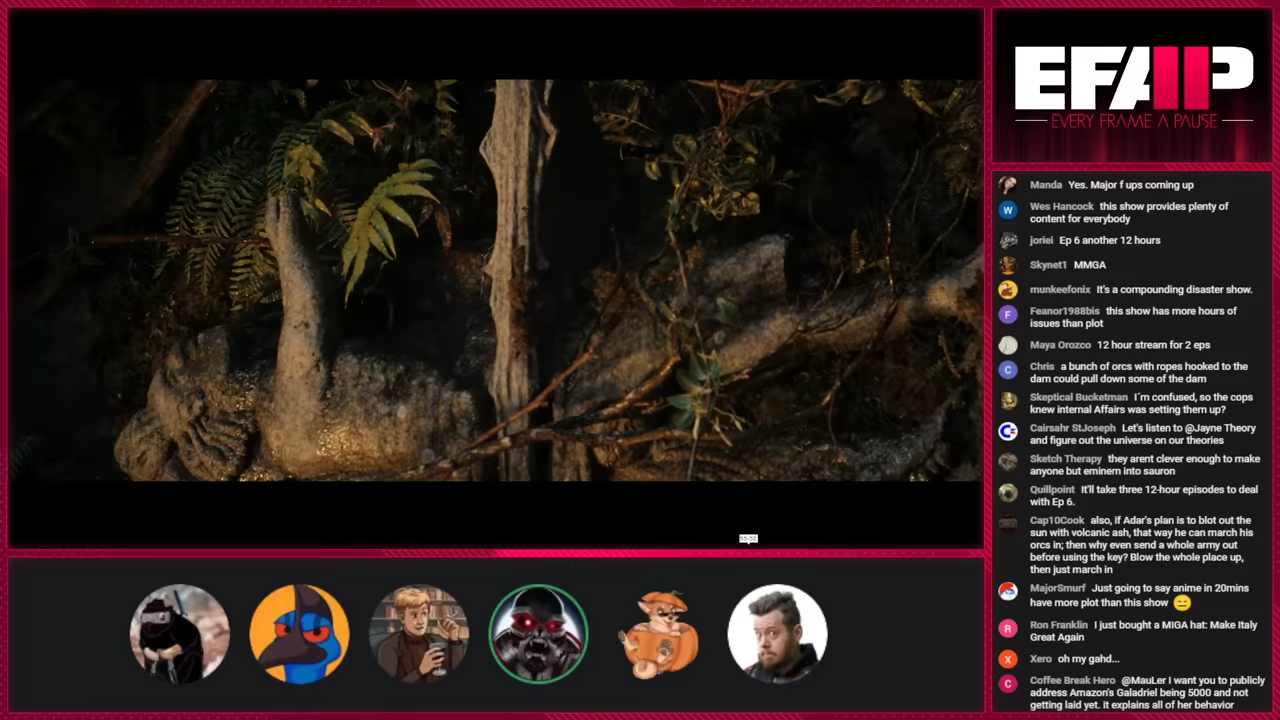 EFAP
EVERY FRAME A PAUSE
Manda Yes. Major f ups coming up
Wes Hancock this show provides plenty of
content for everybody
joriei Ep 6 another 12 hours
Skynet1 MMGA
munkeefonix It's a compounding disaster show.
Feanor1988bis this show has more hours of
issues than plot
Maya Orozco 12 hour stream for 2 eps
Chris a bunch of orcs with ropes hooked to the
dam could pull down some of the dam
Skeptical Bucketman I´m confused, so the cops
knew internal Affairs was setting them up?
Cairsahr StJoseph Let's listen to @Jayne Theory
and figure out the universe on our theories
Sketch Therapy they arent clever enough to make
anyone but eminem into sauron
Quillpoint It'll take three 12-hour episodes to deal
with Ep 6.
Cap10Cook also, if Adar's plan is to blot out the
sun with volcanic ash, that way he can march his
orcs in; then why even send a whole army out
before using the key? Blow the whole place up,
then just march in
MajorSmurf Just going to say anime in 20mins
have more plot than this show 😑
Ron Franklin I just bought a MIGA hat: Make Italy
Great Again
Xero oh my gahd...
Coffee Break Hero @MauLer I want you to publicly
address Amazon's Galadriel being 5000 and not
getting laid yet. it explains all of her behavior
W
F
C
R
X
C